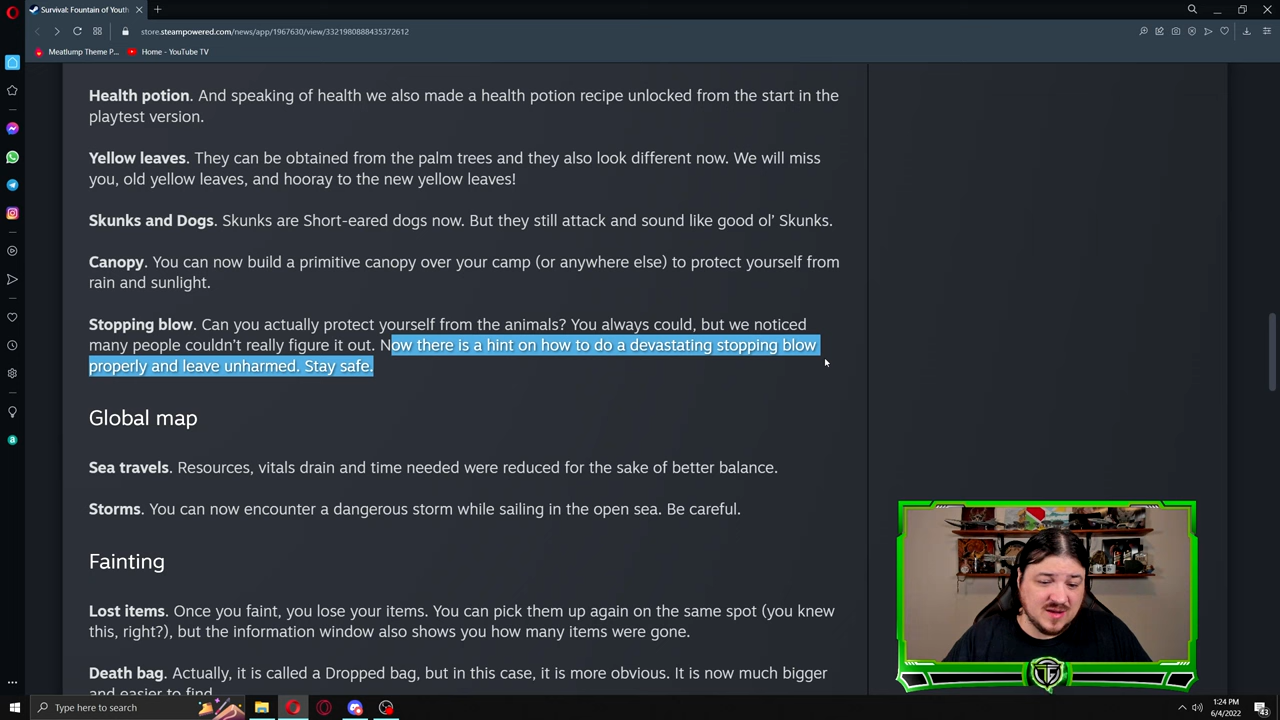 Survival: Fountain of Youth
store.steampowered.com/news/app/1967630/view/3321980888435372612
Meatlump Theme P...
Home - YouTube TV
Health potion. And speaking of health we also made a health potion recipe unlocked from the start in the
playtest version.
Yellow leaves. They can be obtained from the palm trees and they also look different now. We will miss
you, old yellow leaves, and hooray to the new yellow leaves!
Skunks and Dogs. Skunks are Short-eared dogs now. But they still attack and sound like good ol’ Skunks.
Canopy. You can now build a primitive canopy over your camp (or anywhere else) to protect yourself from
rain and sunlight.
Stopping blow. Can you actually protect yourself from the animals? You always could, but we noticed
many people couldn’t really figure it out. Now there is a hint on how to do a devastating stopping blow
properly and leave unharmed. Stay safe.
Global map
Sea travels. Resources, vitals drain and time needed were reduced for the sake of better balance.
Storms. You can now encounter a dangerous storm while sailing in the open sea. Be careful.
Fainting
Lost items. Once you faint, you lose your items. You can pick them up again on the same spot (you knew
this, right?), but the information window also shows you how many items were gone.
Death bag. Actually, it is called a Dropped bag, but in this case, it is more obvious. It is now much bigger
and easier to find.
Type here to search
1:24 PM
6/4/2022
43